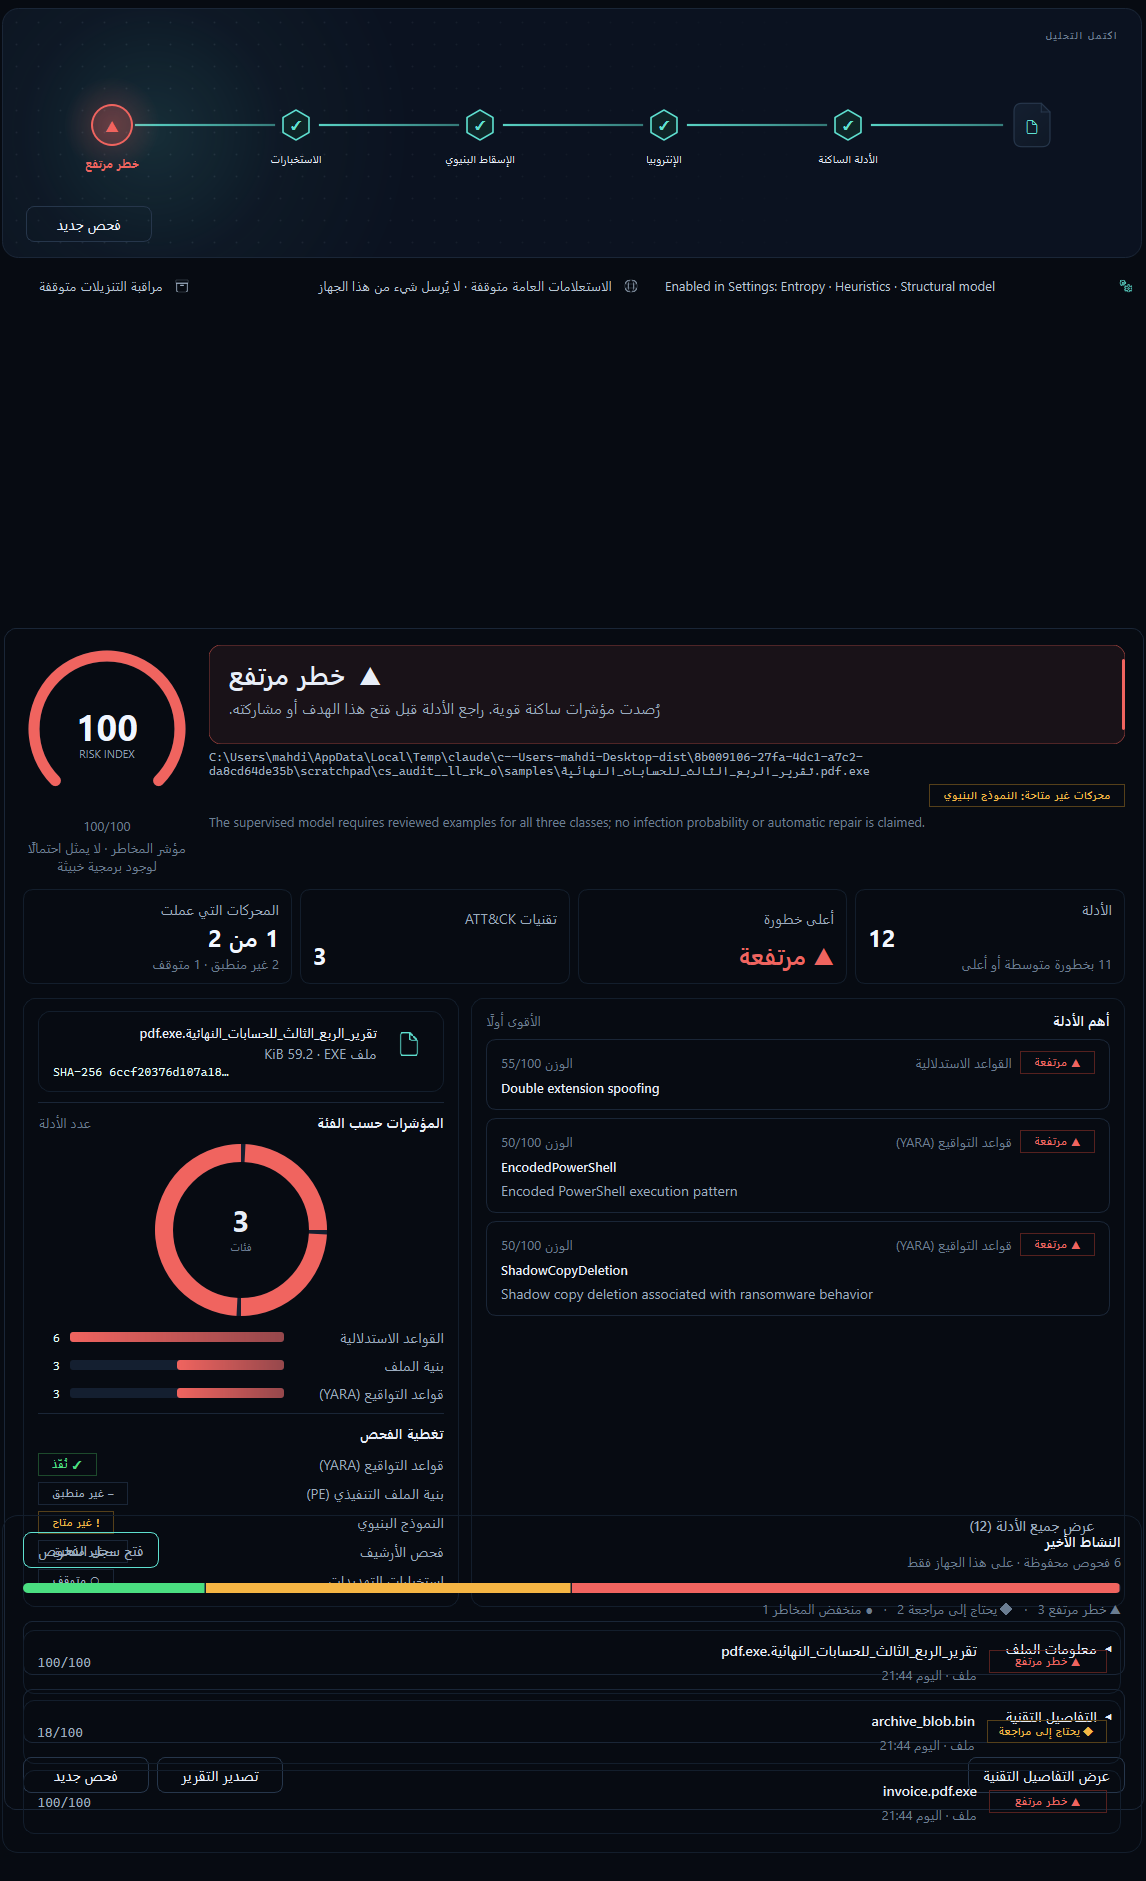 اكتمل التحليل
الأدلة الساكنة
الإنتروبيا
الإسقاط البنيوي
الاستخبارات
خطر مرتفع
فحص جديد
Enabled in Settings: Entropy · Heuristics · Structural model
الاستعلامات العامة متوقفة · لا يُرسل شيء من هذا الجهاز
مراقبة التنزيلات متوقفة
▲ خطر مرتفع
رُصدت مؤشرات ساكنة قوية. راجع الأدلة قبل فتح هذا الهدف أو مشاركته.
100
RISK INDEX
100/100
مؤشر المخاطر · لا يمثل احتمالًا
لوجود برمجية خبيثة
C:\Users\mahdi\AppData\Local\Temp\claude\c--Users-mahdi-Desktop-dist\8b009106-27fa-4dc1-a7c2-
da8cd64de35b\scratchpad\cs_audit__ll_rk_o\samples\تقرير_الربع_الثالث_للحسابات_النهائية.pdf.exe
محركات غير متاحة: النموذج البنيوي
The supervised model requires reviewed examples for all three classes; no infection probability or automatic repair is claimed.
الأدلة
12
11 بخطورة متوسطة أو أعلى
أعلى خطورة
▲ مرتفعة
تقنيات ATT&CK
3
المحركات التي عملت
1 من 2
2 غير منطبق · 1 متوقف
أهم الأدلة
الأقوى أولًا
▲ مرتفعة
القواعد الاستدلالية
الوزن 55/100
Double extension spoofing
▲ مرتفعة
قواعد التواقيع (YARA)
الوزن 50/100
EncodedPowerShell
Encoded PowerShell execution pattern
▲ مرتفعة
قواعد التواقيع (YARA)
الوزن 50/100
ShadowCopyDeletion
Shadow copy deletion associated with ransomware behavior
عرض جميع الأدلة (12)
تقرير_الربع_الثالث_للحسابات_النهائية.pdf.exe
ملف EXE · 59.2 KiB
SHA-256 6ccf20376d107a18…
المؤشرات حسب الفئة
عدد الأدلة
3
فئات
القواعد الاستدلالية 6
بنية الملف 3
قواعد التواقيع (YARA) 3
تغطية الفحص
قواعد التواقيع (YARA) ✓ نُفّذ
بنية الملف التنفيذي (PE) – غير منطبق
النموذج البنيوي ! غير متاح
فحص الأرشيف
استخبارات التهديدات ○ متوقف
النشاط الأخير
6 فحوص محفوظة · على هذا الجهاز فقط
فتح سجل الفحوص
▲ خطر مرتفع 3 · ◆ يحتاج إلى مراجعة 2 · ● منخفض المخاطر 1
معلومات الملف
تقرير_الربع_الثالث_للحسابات_النهائية.pdf.exe
ملف · اليوم 21:44
▲ خطر مرتفع
100/100
التفاصيل التقنية
archive_blob.bin
ملف · اليوم 21:44
◆ يحتاج إلى مراجعة
18/100
عرض التفاصيل التقنية
تصدير التقرير
فحص جديد
invoice.pdf.exe
ملف · اليوم 21:44
▲ خطر مرتفع
100/100